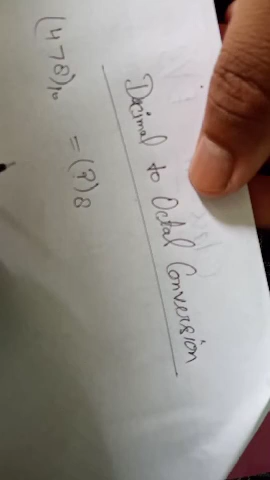 Decimal to Octal Conversion
(478)₁₀ = (?)₈